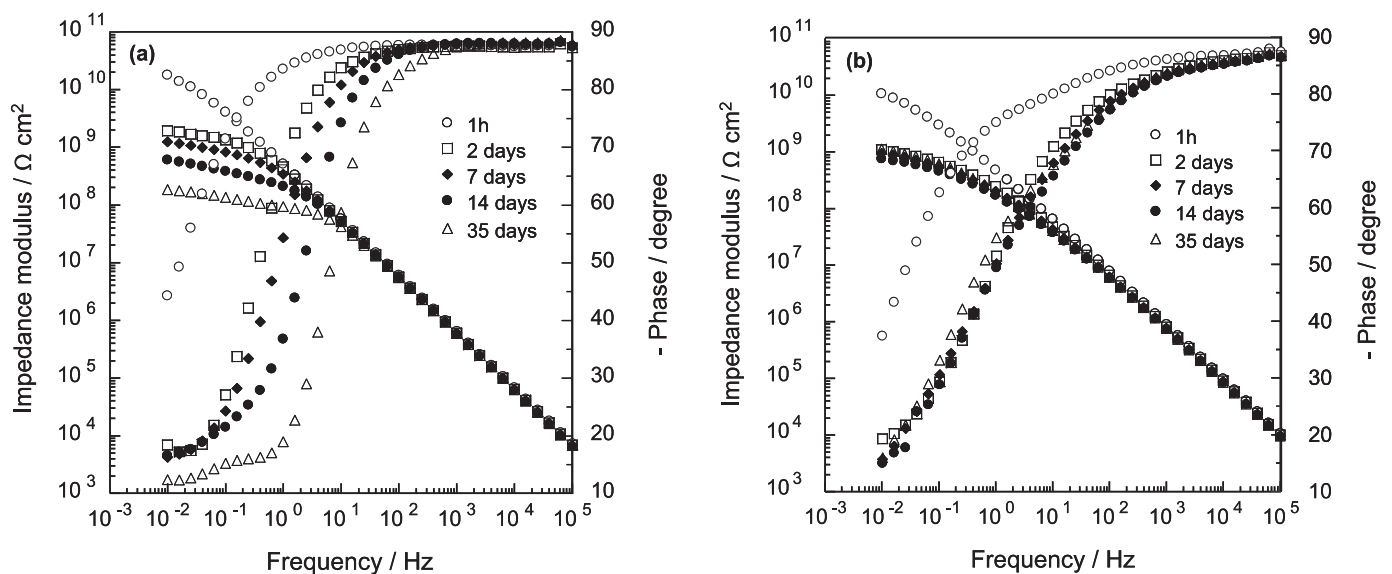 (a)
10^11
10^10
10^9
10^8
10^7
10^6
10^5
10^4
10^3
Impedance modulus / Ω cm²
10^-3 10^-2 10^-1 10^0 10^1 10^2 10^3 10^4 10^5
Frequency / Hz
90
80
70
60
50
40
30
20
10
- Phase / degree
1h
2 days
7 days
14 days
35 days
(b)
10^11
10^10
10^9
10^8
10^7
10^6
10^5
10^4
10^3
Impedance modulus / Ω cm²
10^-3 10^-2 10^-1 10^0 10^1 10^2 10^3 10^4 10^5
Frequency / Hz
90
80
70
60
50
40
30
20
10
- Phase / degree
1h
2 days
7 days
14 days
35 days